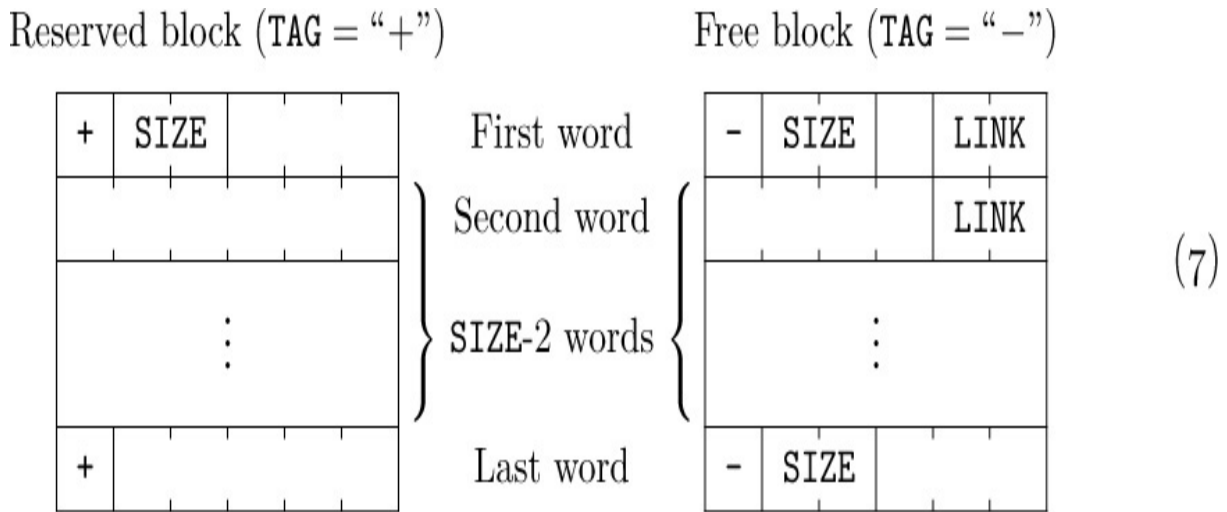 Reserved block (TAG = “+”) Free block (TAG = “−”)
+ SIZE First word - SIZE LINK
Second word LINK
(7)
⋮ SIZE-2 words ⋮
+ Last word - SIZE